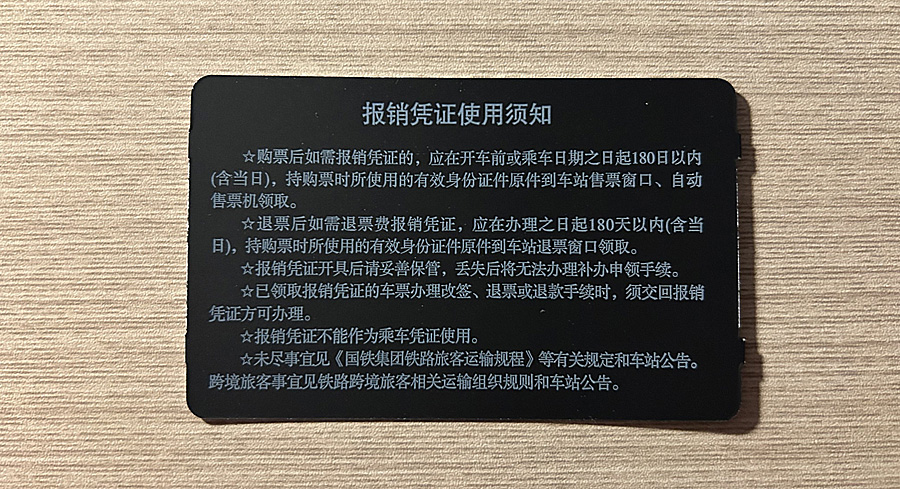 报销凭证使用须知
☆购票后如需报销凭证的，应在开车前或乘车日期之日起180日以内
(含当日)，持购票时所使用的有效身份证件原件到车站售票窗口、自动
售票机领取。
☆退票后如需退票费报销凭证，应在办理之日起180天以内(含当
日)，持购票时所使用的有效身份证件原件到车站退票窗口领取。
☆报销凭证开具后请妥善保管，丢失后将无法办理补办申领手续。
☆已领取报销凭证的车票办理改签、退票或退款手续时，须交回报销
凭证方可办理。
☆报销凭证不能作为乘车凭证使用。
☆未尽事宜见《国铁集团铁路旅客运输规程》等有关规定和车站公告。
跨境旅客事宜见铁路跨境旅客相关运输组织规则和车站公告。